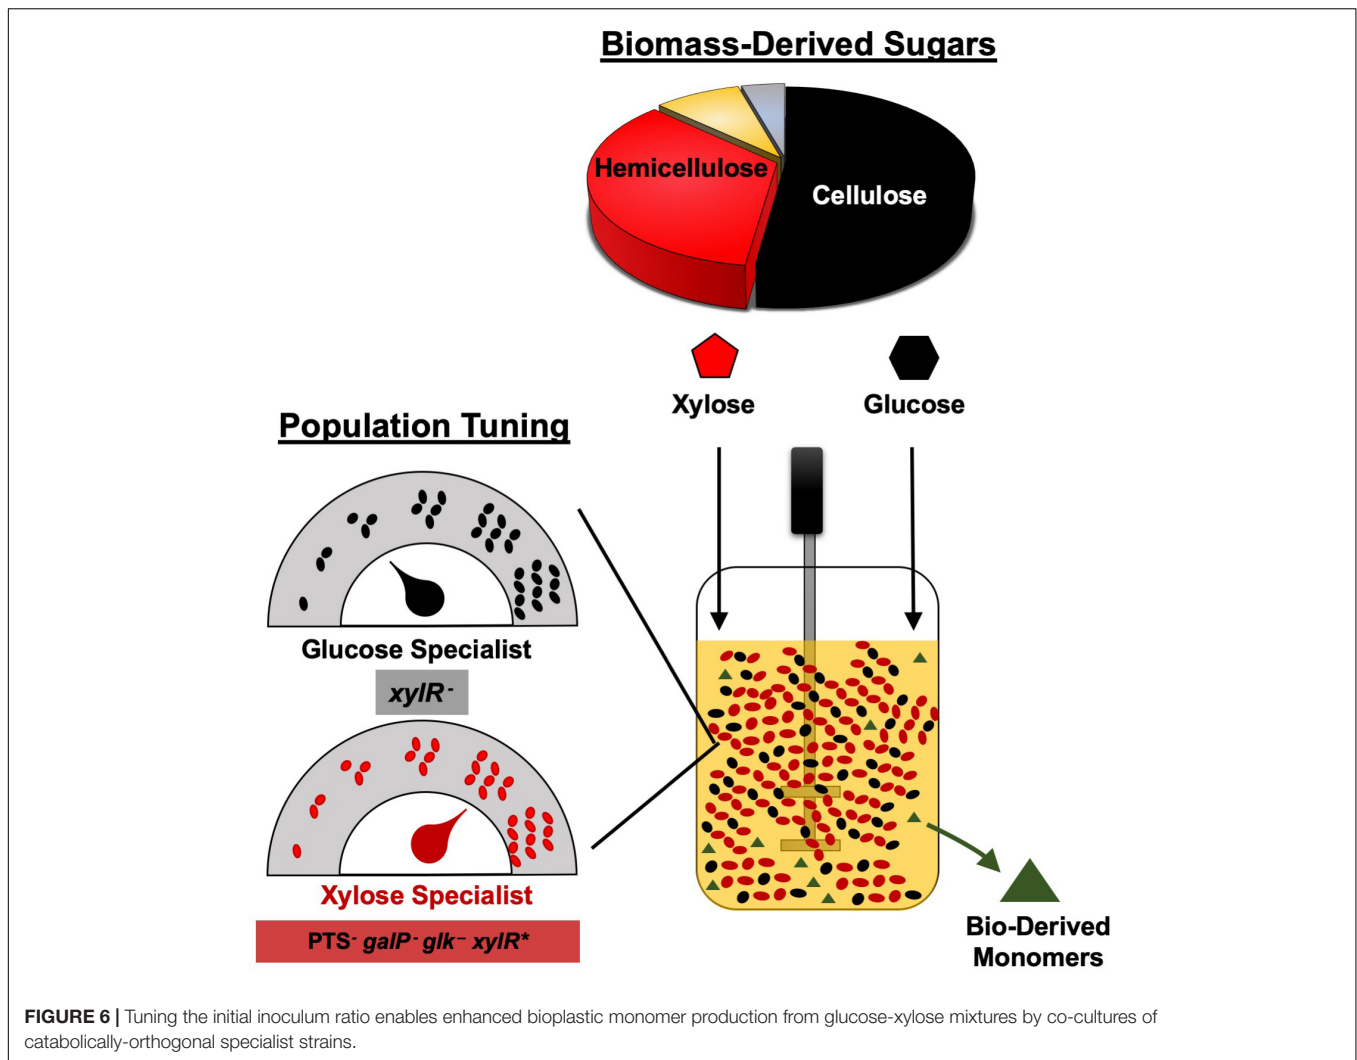 Biomass-Derived Sugars
Hemicellulose
Cellulose
Xylose
Glucose
Population Tuning
Glucose Specialist
xylR-
Xylose Specialist
PTS- galP- glk– xylR*
Bio-Derived
Monomers
FIGURE 6 | Tuning the initial inoculum ratio enables enhanced bioplastic monomer production from glucose-xylose mixtures by co-cultures of
catabolically-orthogonal specialist strains.